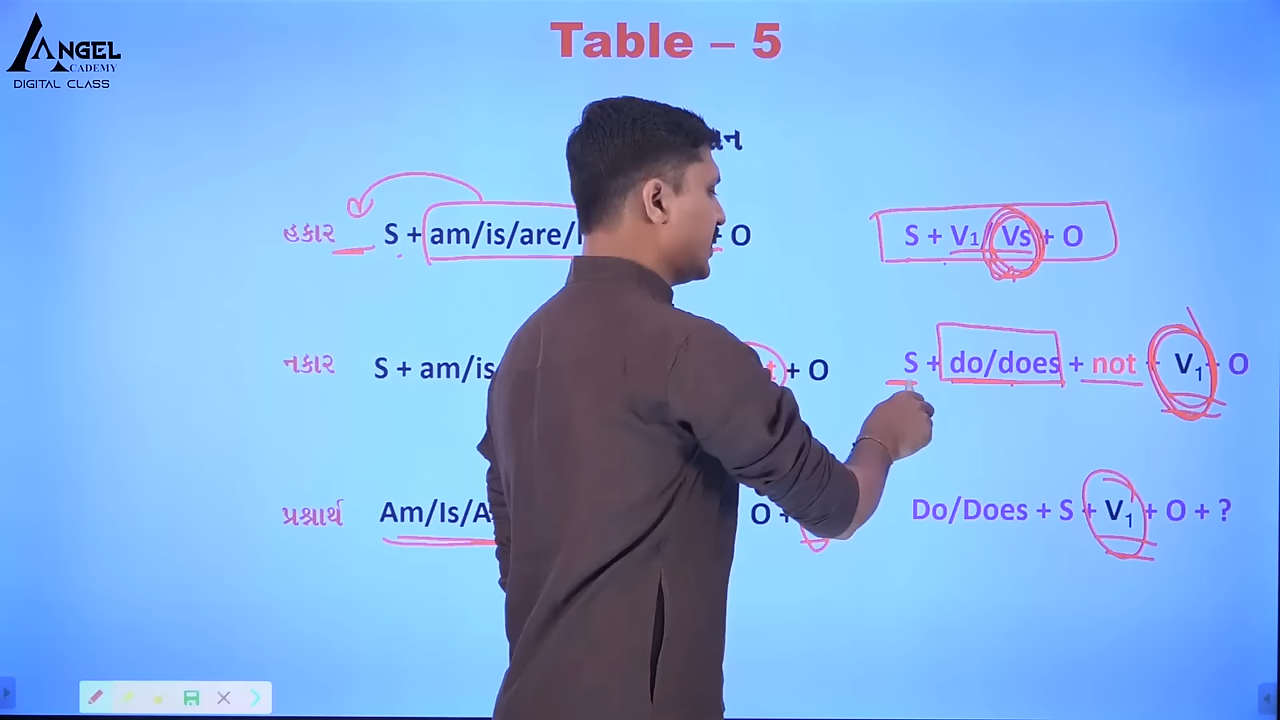 ANGEL
ACADEMY
DIGITAL CLASS
Table – 5
હકાર S + am/is/are/ + O S + V1/ Vs + O
નકાર S + am/is + O S + do/does + not + V1 + O
પ્રશ્નાર્થ Am/Is/A O + Do/Does + S + V1 + O + ?